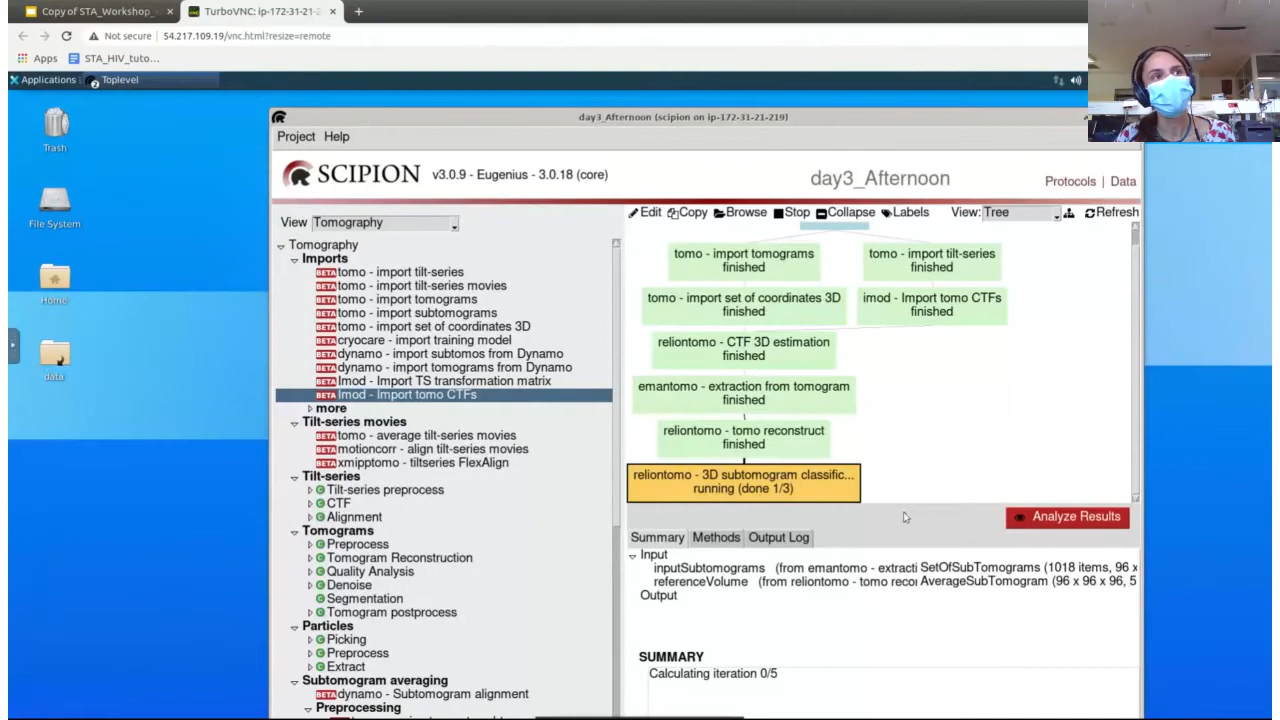 Copy of STA_Workshop_
TurboVNC: ip-172-31-21-2
Not secure | 54.217.109.19/vnc.html?resize=remote
Apps STA_HIV_tuto...
Applications Toplevel
Trash
File System
Home
data
day3_Afternoon (scipion on ip-172-31-21-219)
Project Help
SCIPION v3.0.9 - Eugenius - 3.0.18 (core)
day3_Afternoon
Protocols | Data
View Tomography
Edit Copy Browse Stop Collapse Labels View: Tree Refresh
Tomography
Imports
BETA tomo - import tilt-series
BETA tomo - import tilt-series movies
BETA tomo - import tomograms
BETA tomo - import subtomograms
BETA tomo - import set of coordinates 3D
BETA cryocare - import training model
BETA dynamo - import subtomos from Dynamo
BETA dynamo - import tomograms from Dynamo
BETA Imod - Import TS transformation matrix
BETA Imod - Import tomo CTFs
more
Tilt-series movies
BETA tomo - average tilt-series movies
BETA motioncorr - align tilt-series movies
BETA xmipptomo - tiltseries FlexAlign
Tilt-series
Tilt-series preprocess
CTF
Alignment
Tomograms
Preprocess
Tomogram Reconstruction
Quality Analysis
Denoise
Segmentation
Tomogram postprocess
Particles
Picking
Preprocess
Extract
Subtomogram averaging
BETA dynamo - Subtomogram alignment
Preprocessing
tomo - import tomograms
finished
tomo - import tilt-series
finished
tomo - import set of coordinates 3D
finished
imod - Import tomo CTFs
finished
reliontomo - CTF 3D estimation
finished
emantomo - extraction from tomogram
finished
reliontomo - tomo reconstruct
finished
reliontomo - 3D subtomogram classific...
running (done 1/3)
Analyze Results
Summary Methods Output Log
Input
inputSubtomograms (from emantomo - extracti SetOfSubTomograms (1018 items, 96 x
referenceVolume (from reliontomo - tomo recoi AverageSubTomogram (96 x 96 x 96, 5
Output
SUMMARY
Calculating iteration 0/5